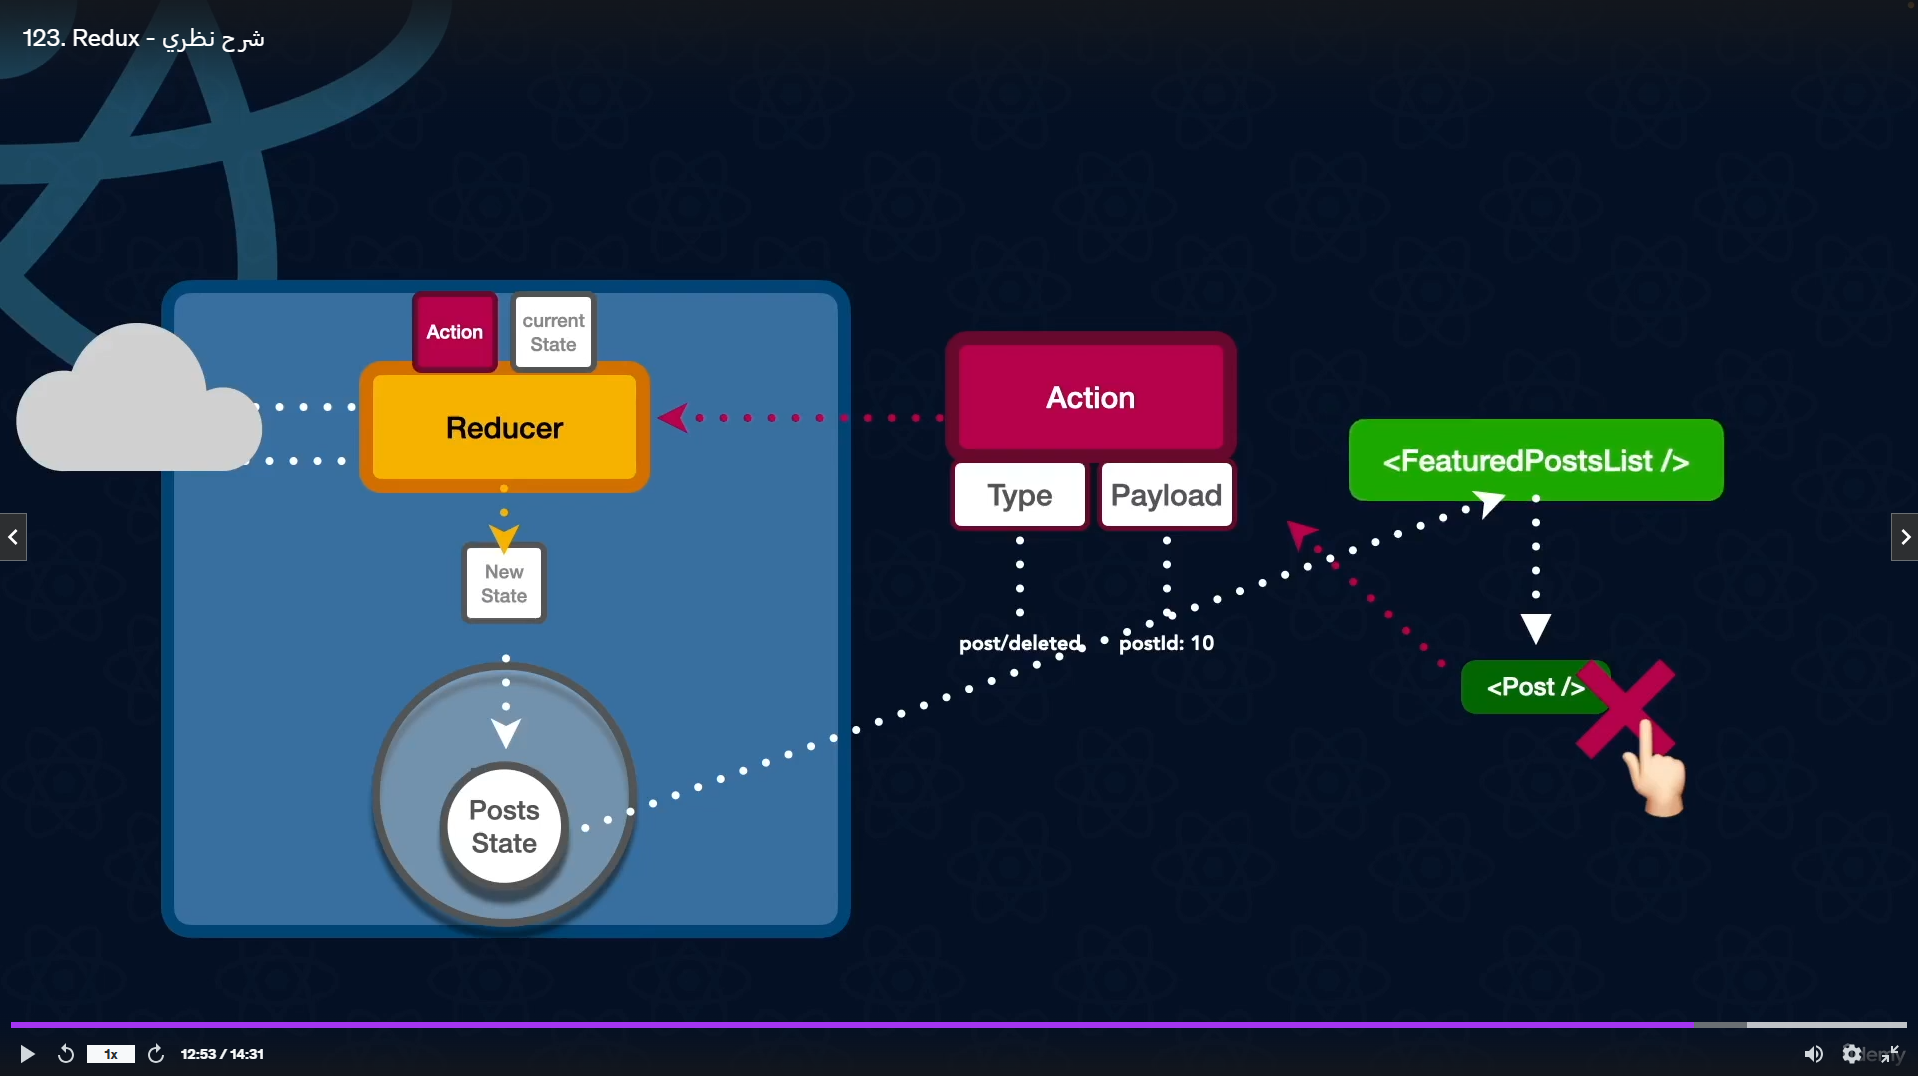 123. Redux - شرح نظري
Action
current
State
Reducer
New
State
Posts
State
Action
Type
Payload
post/deleted
postId: 10
<FeaturedPostsList />
<Post />
1x
12:53 / 14:31